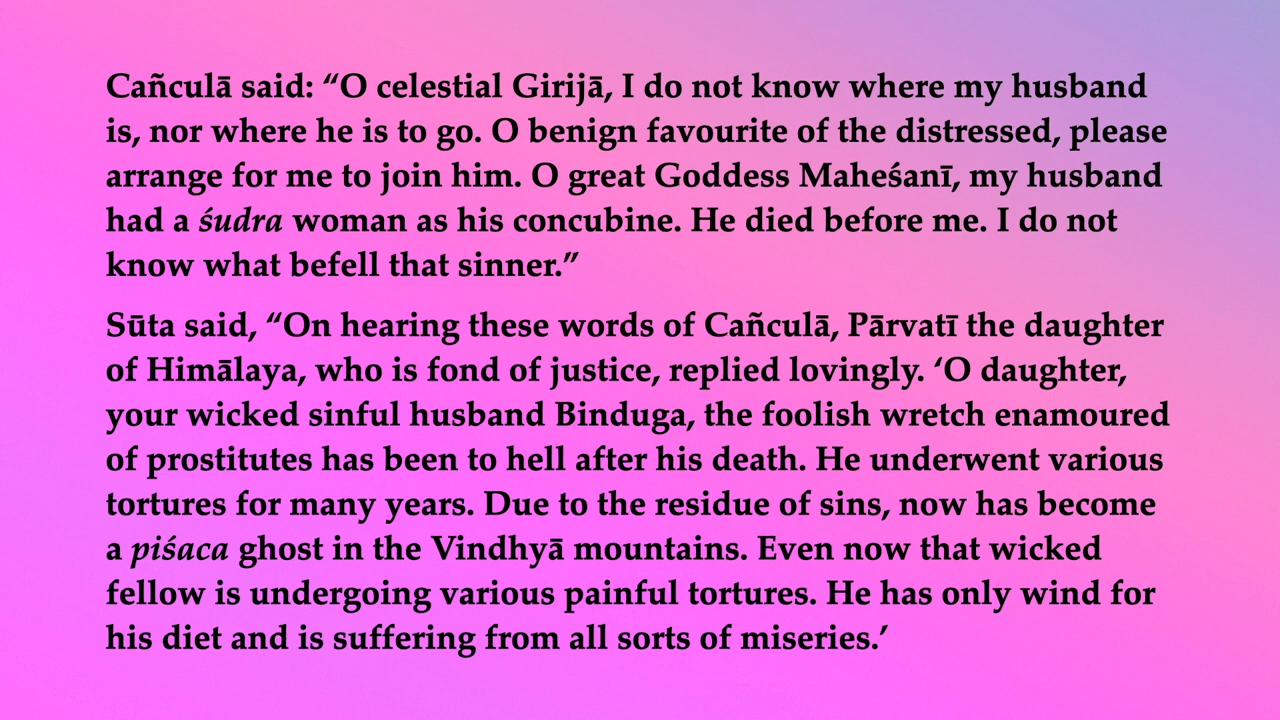 Cañculā said: “O celestial Girijā, I do not know where my husband
is, nor where he is to go. O benign favourite of the distressed, please
arrange for me to join him. O great Goddess Maheśanī, my husband
had a śudra woman as his concubine. He died before me. I do not
know what befell that sinner.”
Sūta said, “On hearing these words of Cañculā, Pārvatī the daughter
of Himālaya, who is fond of justice, replied lovingly. ‘O daughter,
your wicked sinful husband Binduga, the foolish wretch enamoured
of prostitutes has been to hell after his death. He underwent various
tortures for many years. Due to the residue of sins, now has become
a piśaca ghost in the Vindhyā mountains. Even now that wicked
fellow is undergoing various painful tortures. He has only wind for
his diet and is suffering from all sorts of miseries.’